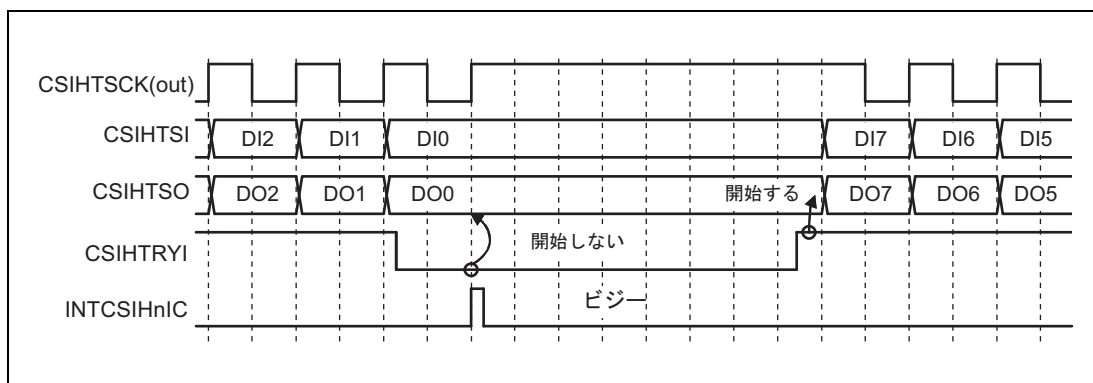 CSIHTSCK(out)
CSIHTSI DI2 DI1 DI0 DI7 DI6 DI5
CSIHTSO DO2 DO1 DO0 開始する DO7 DO6 DO5
CSIHTRYI 開始しない
INTCSIHnIC ビジー